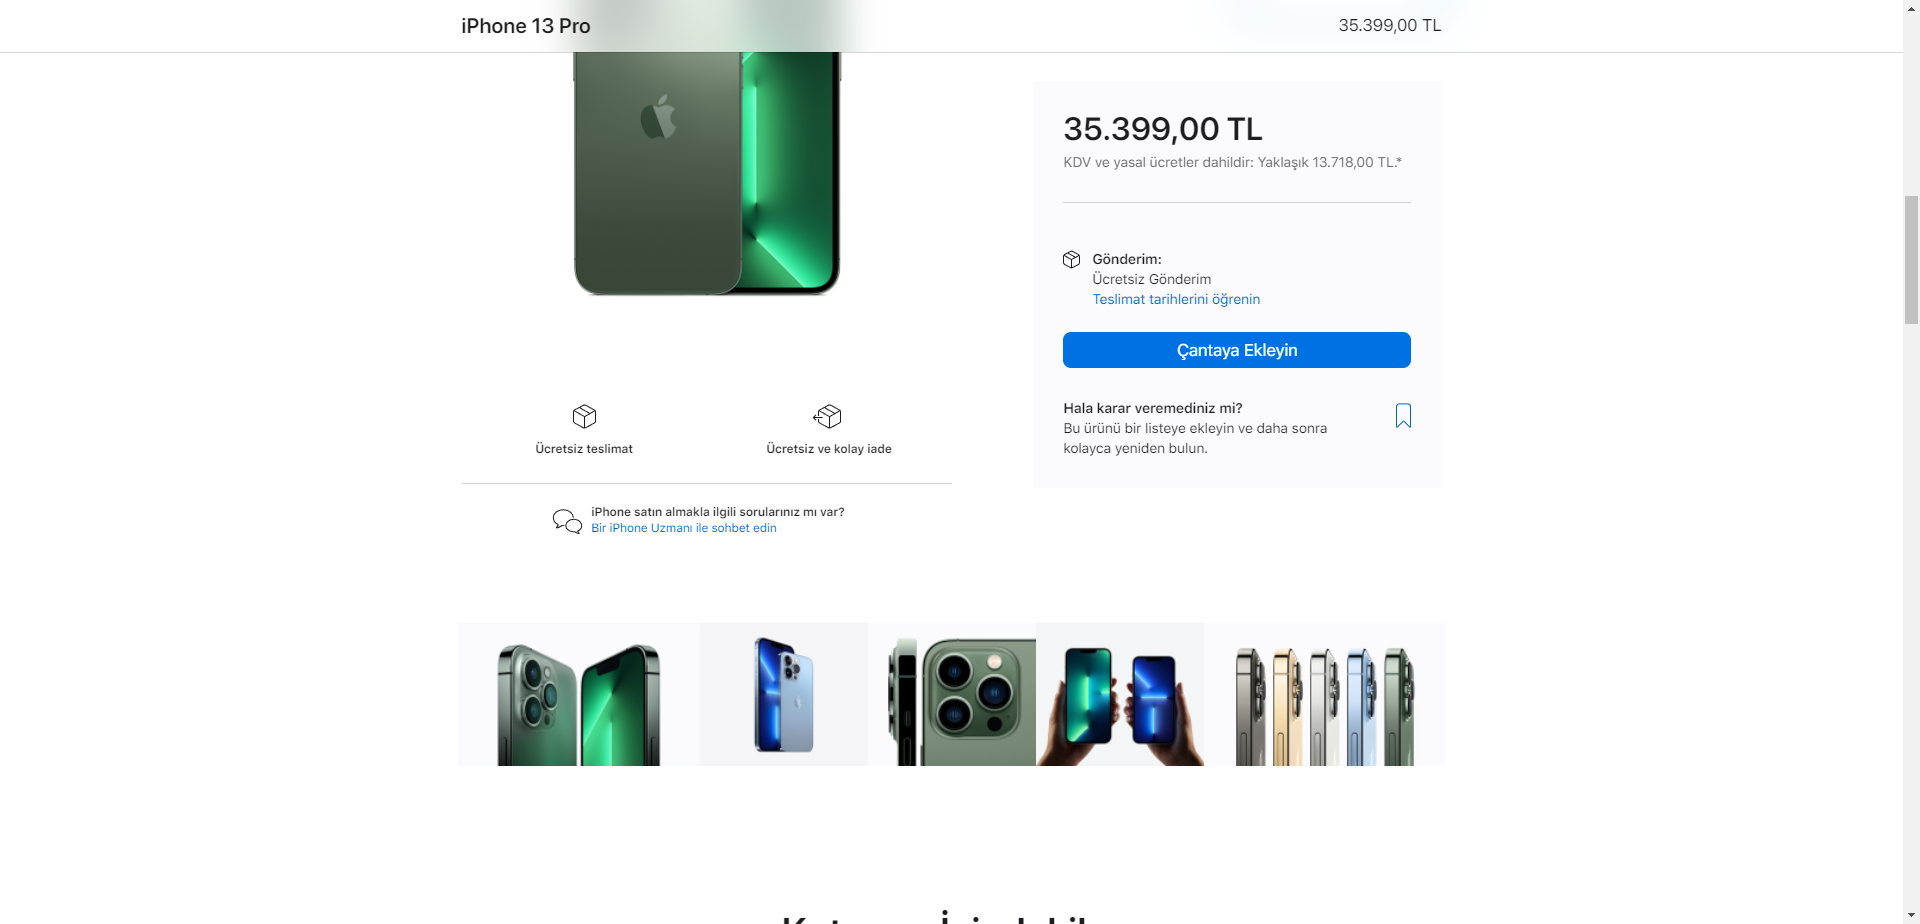 iPhone 13 Pro
35.399,00 TL
35.399,00 TL
KDV ve yasal ücretler dahildir: Yaklaşık 13.718,00 TL.*
Gönderim:
Ücretsiz Gönderim
Teslimat tarihlerini öğrenin
Çantaya Ekleyin
Hala karar veremediniz mi?
Bu ürünü bir listeye ekleyin ve daha sonra
kolayca yeniden bulun.
Ücretsiz teslimat
Ücretsiz ve kolay iade
iPhone satın almakla ilgili sorularınız mı var?
Bir iPhone Uzmanı ile sohbet edin